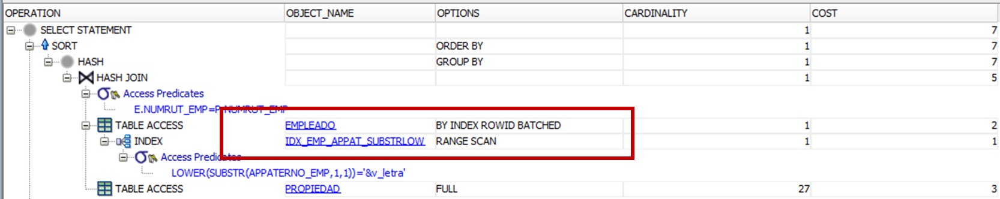 OPERATION OBJECT_NAME OPTIONS CARDINALITY COST
SELECT STATEMENT 1 7
SORT ORDER BY 1 7
HASH GROUP BY 1 7
HASH JOIN 1 5
Access Predicates
E.NUMRUT_EMP=P.NUMRUT_EMP
TABLE ACCESS EMPLEADO BY INDEX ROWID BATCHED 1 2
INDEX IDX_EMP_APPAT_SUBSTRLOW RANGE SCAN 1 1
Access Predicates
LOWER(SUBSTR(APPATERNO_EMP,1,1))='&v_letra'
TABLE ACCESS PROPIEDAD FULL 27 3